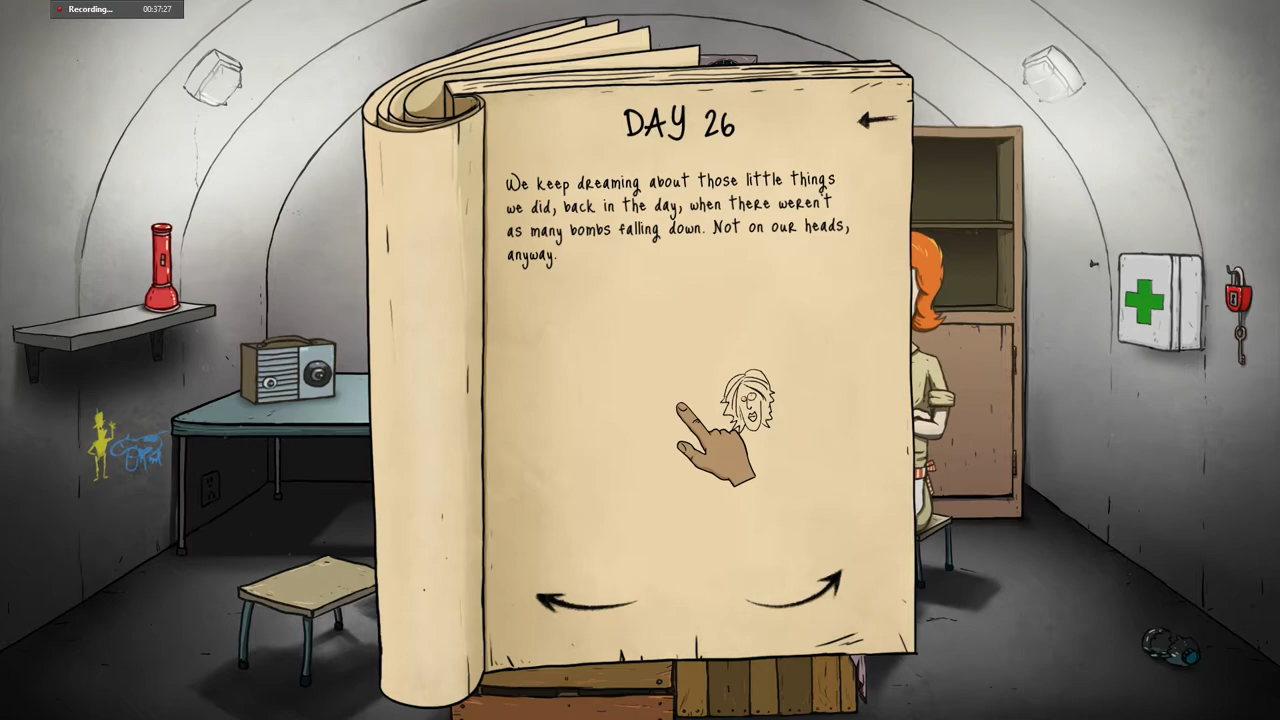 Recording...
00:37:27
DAY 26
We keep dreaming about those little things
we did, back in the day, when there weren't
as many bombs falling down. Not on our heads,
anyway.